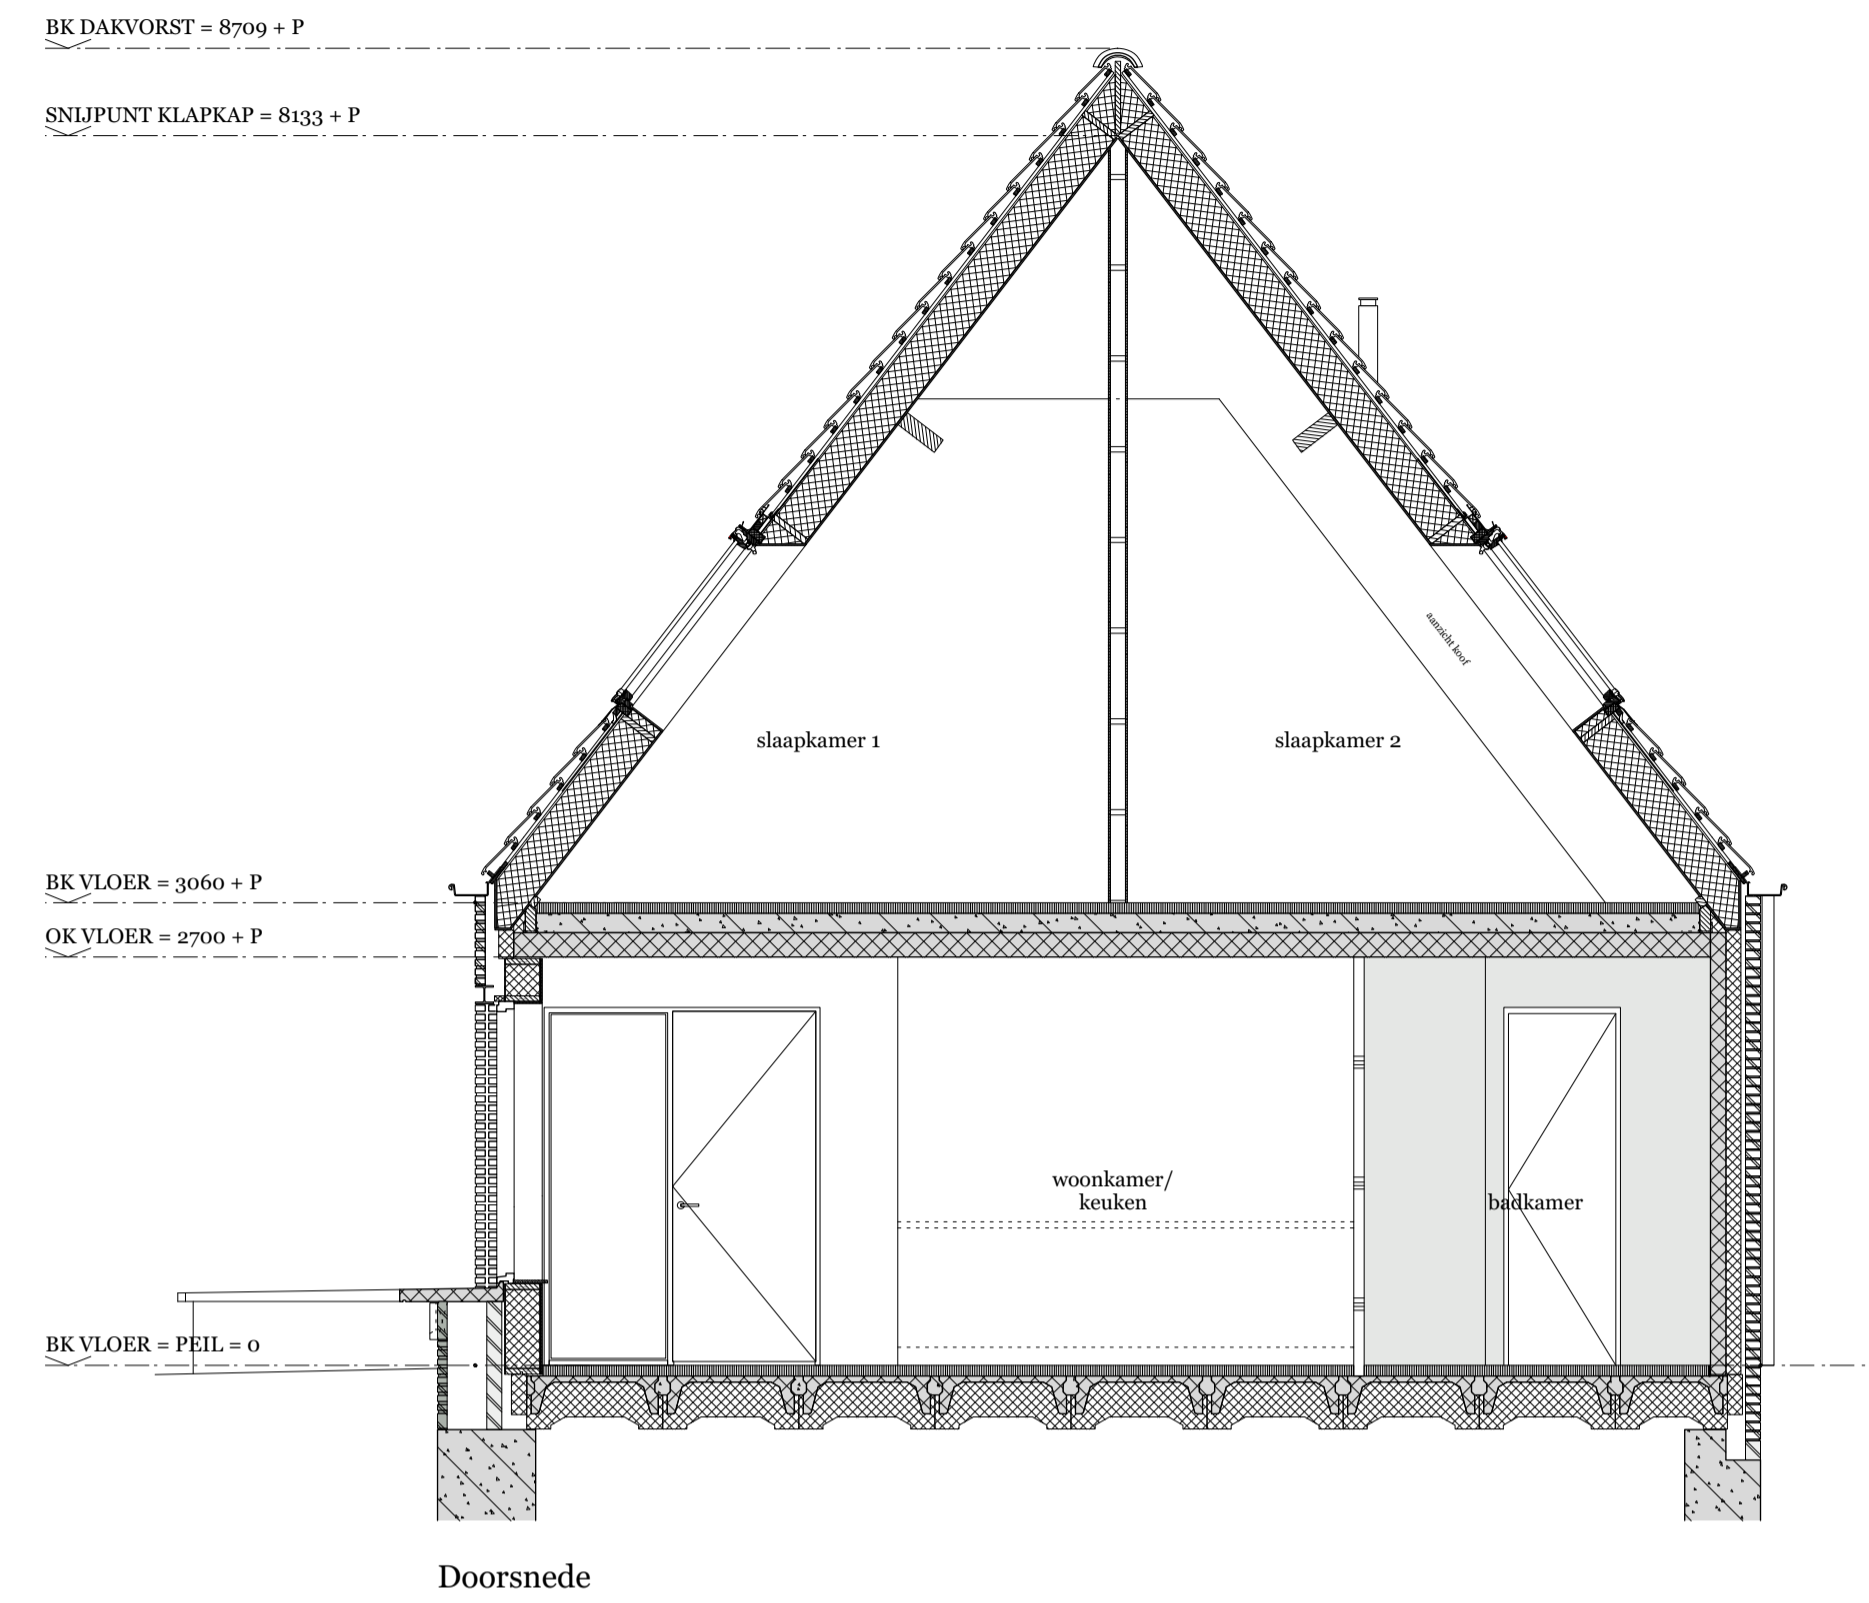 BK DAKVORST = 8709 + P
SNIJPUNT KLAPKAP = 8133 + P
aanzicht koof
slaapkamer 1
slaapkamer 2
BK VLOER = 3060 + P
OK VLOER = 2700 + P
woonkamer/
keuken
badkamer
BK VLOER = PEIL = 0
Doorsnede